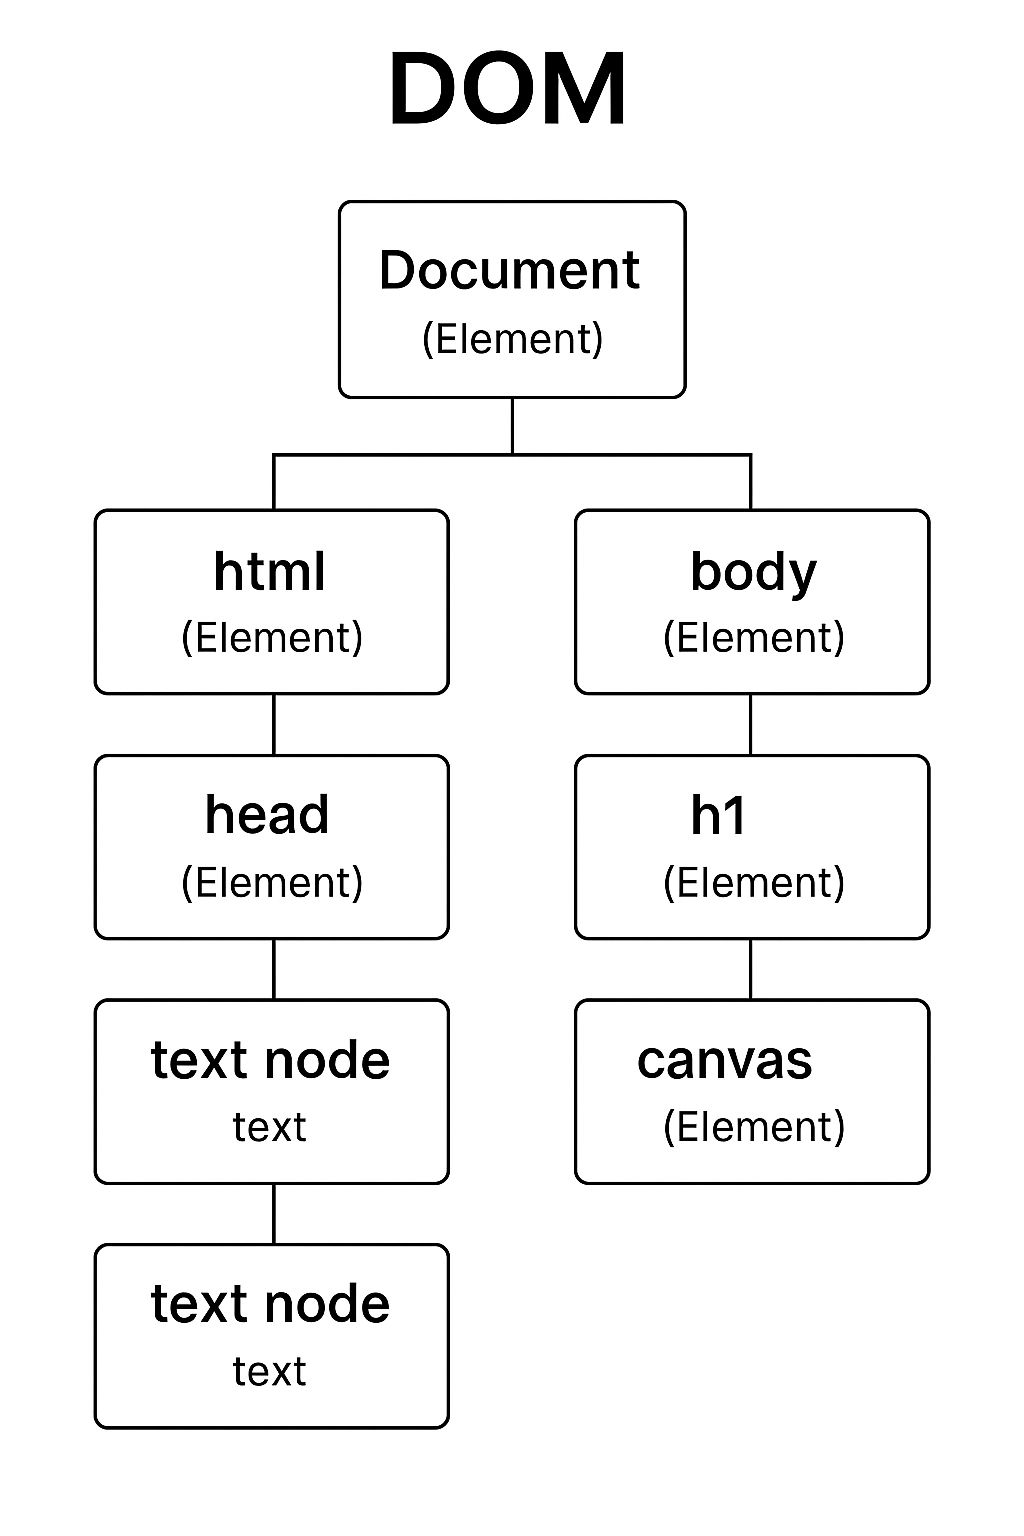 DOM
Document
(Element)
html
(Element)
body
(Element)
head
(Element)
h1
(Element)
text node
text
canvas
(Element)
text node
text